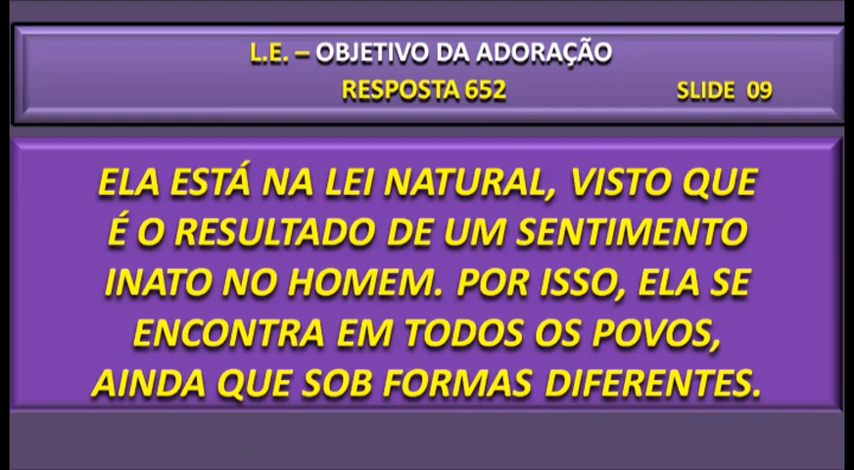 L.E. – OBJETIVO DA ADORAÇÃO
RESPOSTA 652 SLIDE 09
ELA ESTÁ NA LEI NATURAL, VISTO QUE
É O RESULTADO DE UM SENTIMENTO
INATO NO HOMEM. POR ISSO, ELA SE
ENCONTRA EM TODOS OS POVOS,
AINDA QUE SOB FORMAS DIFERENTES.